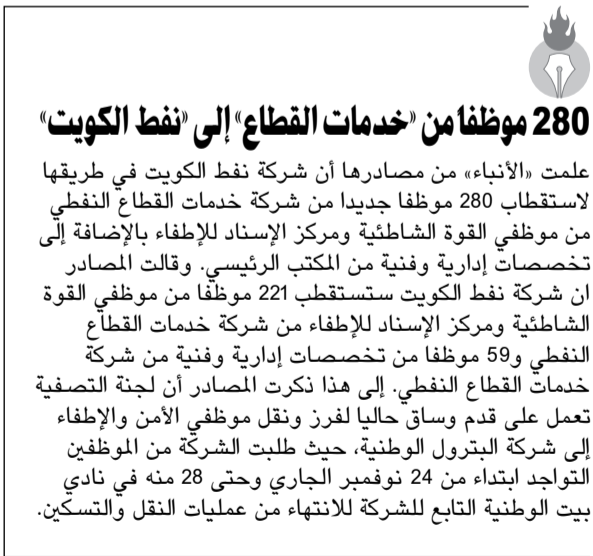 280 موظفا من «خدمات القطاع» إلى «نفط الكويت»
علمت «الأنباء» من مصادرها أن شركة نفط الكويت في طريقها
لاستقطاب 280 موظفا جديدا من شركة خدمات القطاع النفطي
من موظفي القوة الشاطئية ومركز الإسناد للإطفاء بالإضافة إلى
تخصصات إدارية وفنية من المكتب الرئيسي. وقالت المصادر
ان شركة نفط الكويت ستستقطب 221 موظفا من موظفي القوة
الشاطئية ومركز الإسناد للإطفاء من شركة خدمات القطاع
النفطي و59 موظفا من تخصصات إدارية وفنية من شركة
خدمات القطاع النفطي. إلى هذا ذكرت المصادر أن لجنة التصفية
تعمل على قدم وساق حاليا لفرز ونقل موظفي الأمن والإطفاء
إلى شركة البترول الوطنية، حيث طلبت الشركة من الموظفين
التواجد ابتداء من 24 نوفمبر الجاري وحتى 28 منه في نادي
بيت الوطنية التابع للشركة للانتهاء من عمليات النقل والتسكين.